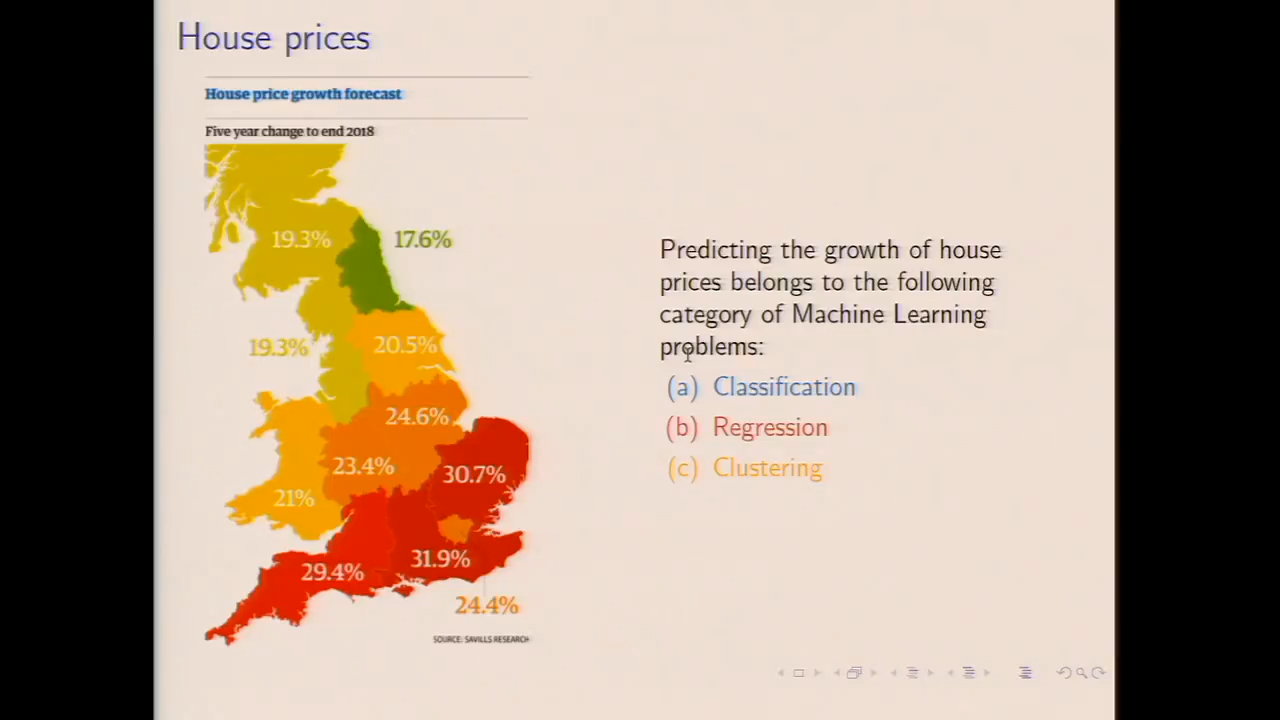 House prices
House price growth forecast
Five year change to end 2018
19.3%
17.6%
19.3%
20.5%
24.6%
23.4%
30.7%
21%
31.9%
29.4%
24.4%
SOURCE: SAVILLS RESEARCH
Predicting the growth of house
prices belongs to the following
category of Machine Learning
problems:
(a) Classification
(b) Regression
(c) Clustering